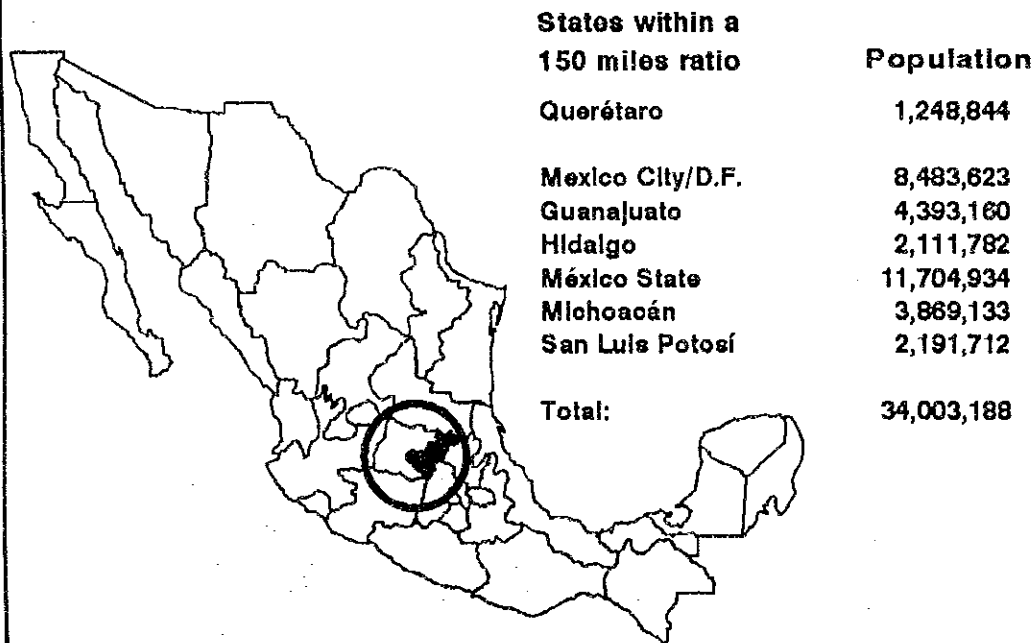 States within a
150 miles ratio Population
Querétaro 1,248,844
Mexico City/D.F. 8,483,623
Guanajuato 4,393,160
Hidalgo 2,111,782
México State 11,704,934
Michoacán 3,869,133
San Luis Potosí 2,191,712
Total: 34,003,188